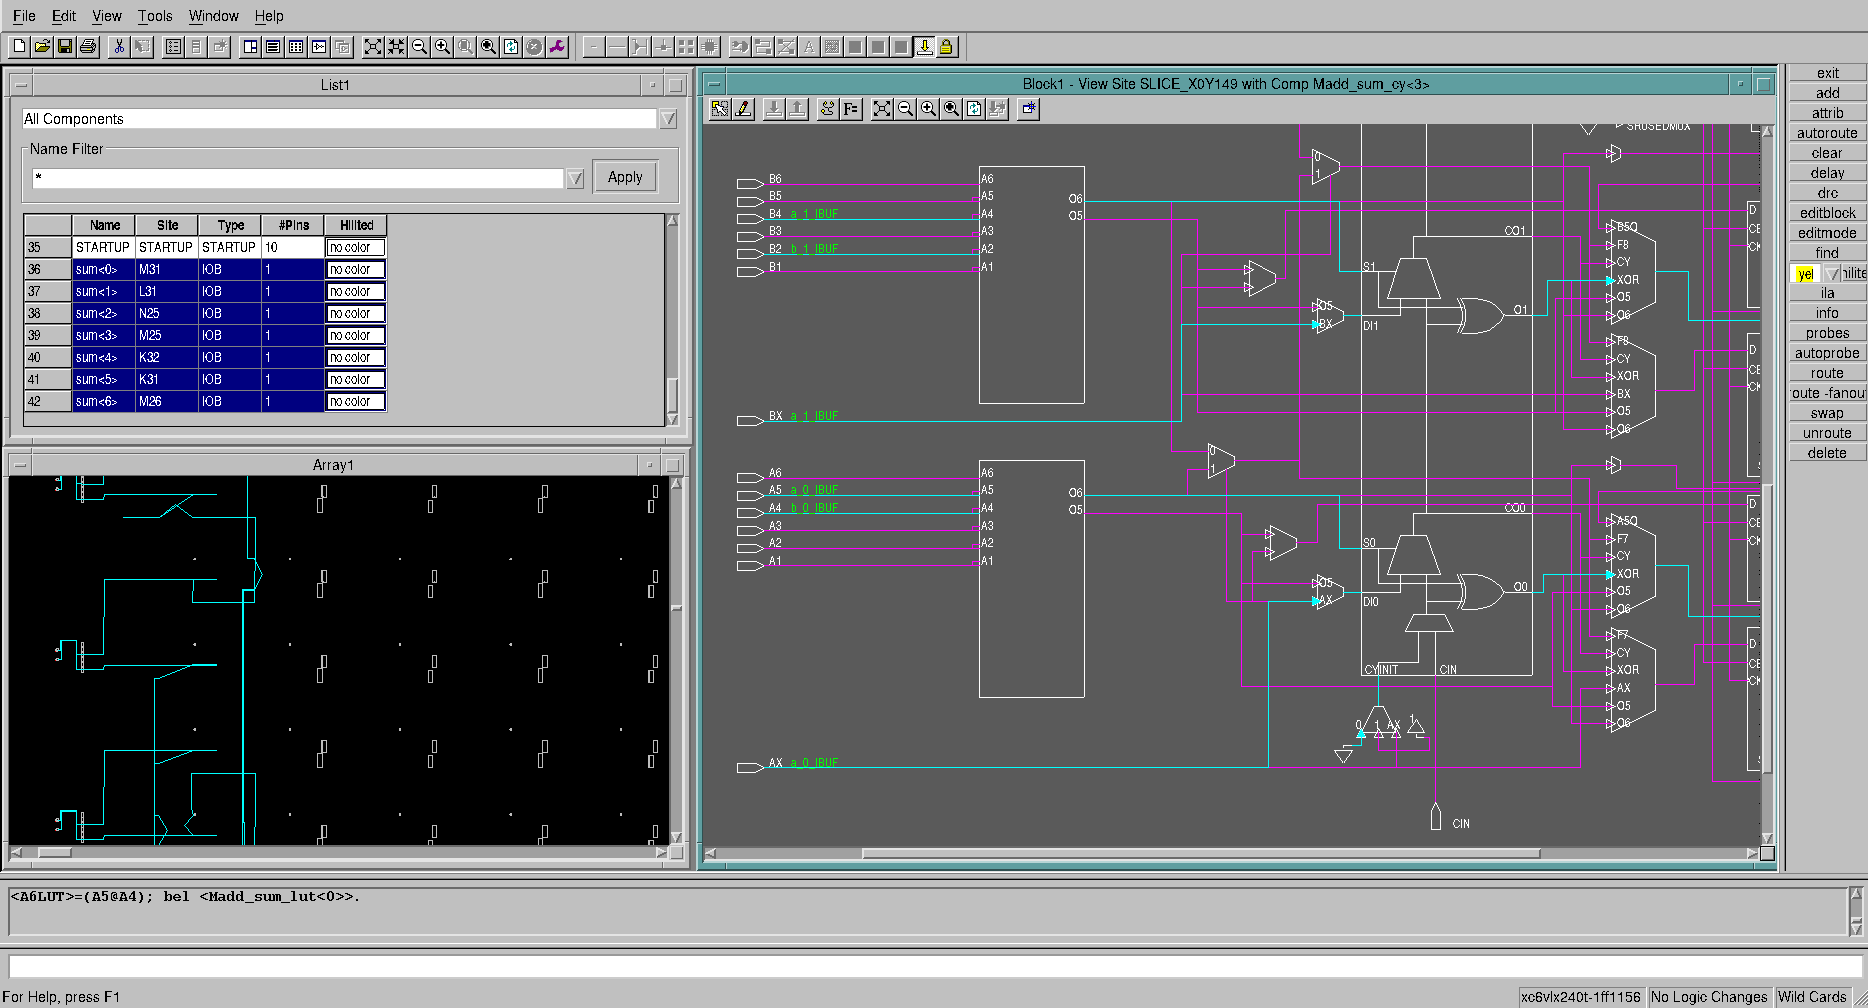 File Edit View Tools Window Help
List1
All Components
Name Filter
*
Apply
Name Site Type #Pins Hilited
35 STARTUP STARTUP STARTUP 10 no color
36 sum<0> M31 IOB 1 no color
37 sum<1> L31 IOB 1 no color
38 sum<2> N25 IOB 1 no color
39 sum<3> M25 IOB 1 no color
40 sum<4> K32 IOB 1 no color
41 sum<5> K31 IOB 1 no color
42 sum<6> M26 IOB 1 no color
Array1
Block1 - View Site SLICE_X0Y149 with Comp Madd_sum_cy<3>
F=
SRUSEDMUX
B6
B5
B4 a_1_IBUF
B3
B2 b_1_IBUF
B1
A6
A5
A4
A3
A2
A1
O6
O5
BX a_1_IBUF
A6
A5 a_0_IBUF
A4 b_0_IBUF
A3
A2
A1
A6
A5
A4
A3
A2
A1
O6
O5
AX a_0_IBUF
0
1
CO1
S1
O5
BX
DI1
O1
0
1
CO0
S0
O5
AX
DI0
O0
CYINIT CIN
0 1 AX 1
CIN
B5Q
F8
CY
XOR
O5
O6
F8
CY
XOR
BX
O5
O6
A5Q
F7
CY
XOR
O5
O6
F7
CY
XOR
AX
O5
O6
D
CE
CK
D
CE
CK
D
CE
CK
D
CE
CK
exit
add
attrib
autoroute
clear
delay
drc
editblock
editmode
find
yel hilite
ila
info
probes
autoprobe
route
oute -fanou
swap
unroute
delete
<A6LUT>=(A5@A4); bel <Madd_sum_lut<0>>.
For Help, press F1
xc6vlx240t-1ff1156 No Logic Changes Wild Cards